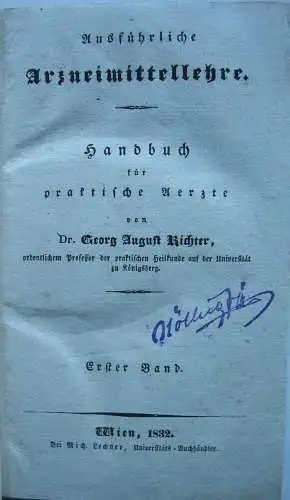 Ausführliche
Arzneimittellehre.
Handbuch
für
praktische Aerzte
von
Dr. Georg August Richter,
ordentlichem Professor der praktischen Heilkunde auf der Universität
zu Königsberg.
Erster Band.
Wien, 1832.
Bei Mich. Lechner, Universitäts-Buchhändler.